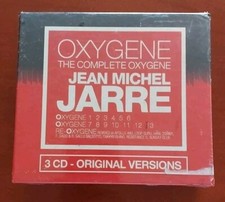 OXYGENE
THE COMPLETE OXYGENE
JEAN MICHEL
JARRE
OXYGENE 1 2 3 4 5 6
OXYGENE 7 8 9 10 11 12 13
RE-OXYGENE
3 CD - ORIGINAL VERSIONS